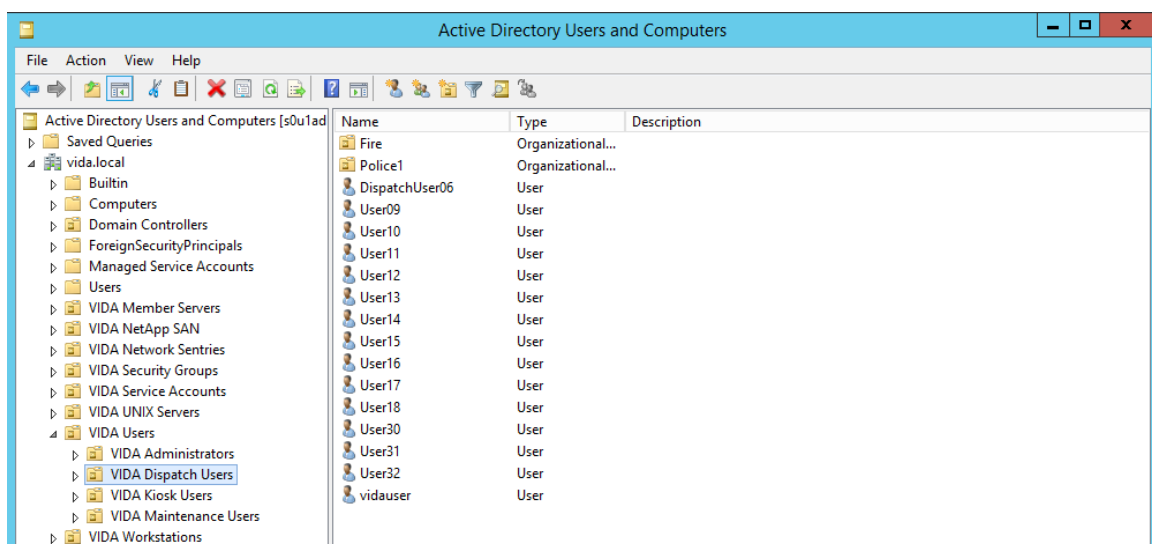 Active Directory Users and Computers
File Action View Help
Active Directory Users and Computers [s0u1ad
Saved Queries
vida.local
Builtin
Computers
Domain Controllers
ForeignSecurityPrincipals
Managed Service Accounts
Users
VIDA Member Servers
VIDA NetApp SAN
VIDA Network Sentries
VIDA Security Groups
VIDA Service Accounts
VIDA UNIX Servers
VIDA Users
VIDA Administrators
VIDA Dispatch Users
VIDA Kiosk Users
VIDA Maintenance Users
VIDA Workstations
Name Type Description
Fire Organizational...
Police1 Organizational...
DispatchUser06 User
User09 User
User10 User
User11 User
User12 User
User13 User
User14 User
User15 User
User16 User
User17 User
User18 User
User30 User
User31 User
User32 User
vidauser User